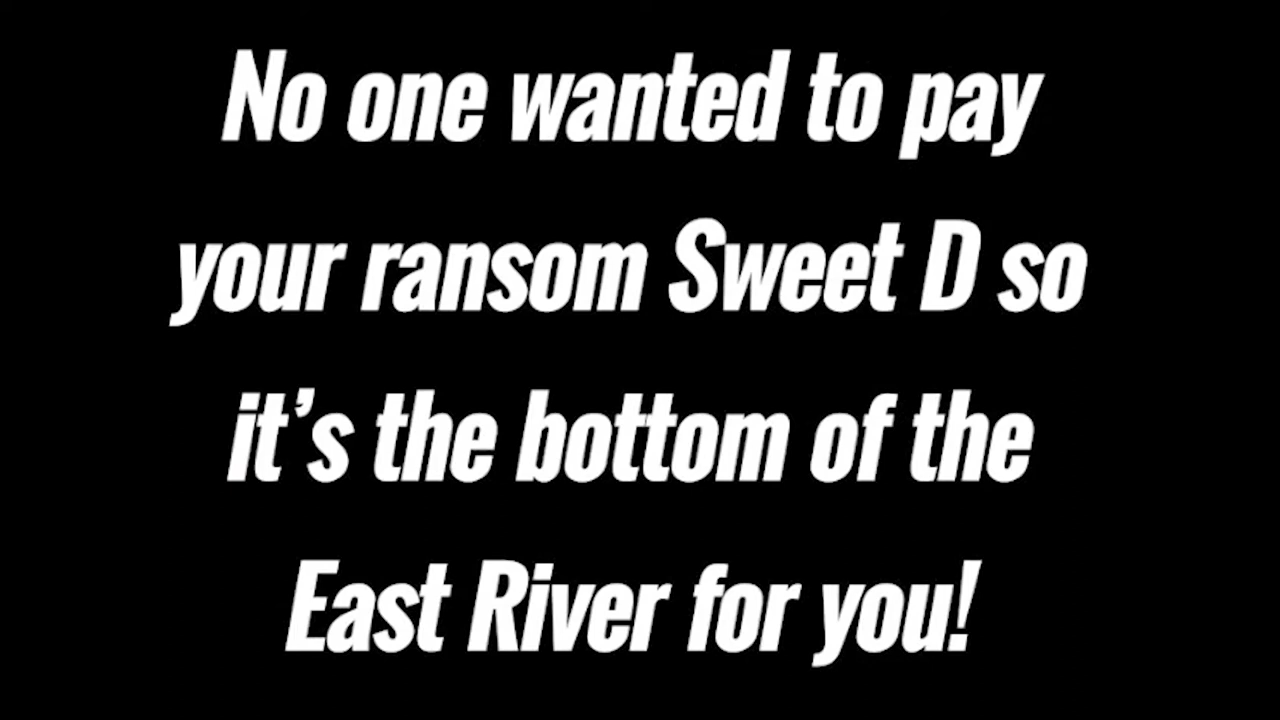 No one wanted to pay
your ransom Sweet D so
it’s the bottom of the
East River for you!